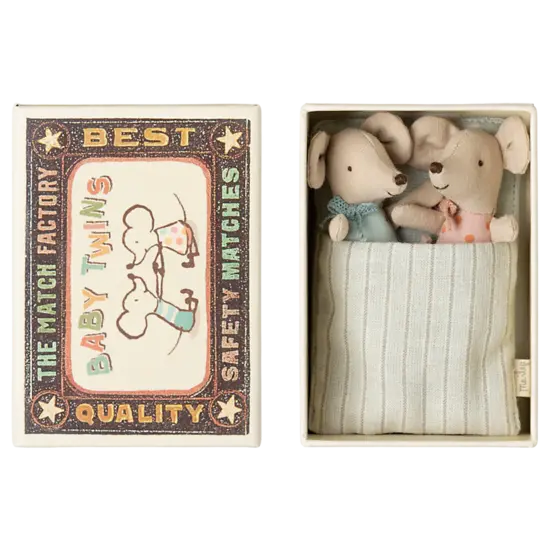 BEST
THE MATCH FACTORY
BABY TWINS
SAFETY MATCHES
QUALITY